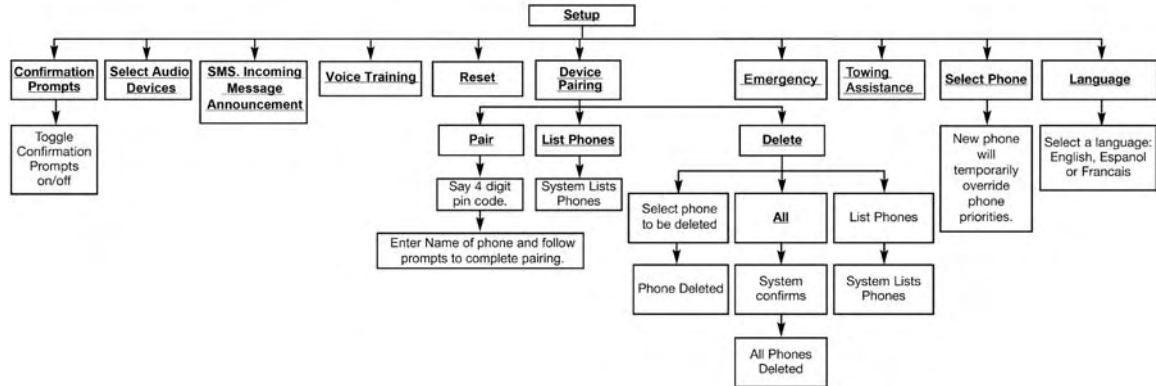 Setup
Confirmation
Prompts
Select Audio
Devices
SMS. Incoming
Message
Announcement
Voice Training
Reset
Device
Pairing
Emergency
Towing
Assistance
Select Phone
Language
Toggle
Confirmation
Prompts
on/off
Pair
List Phones
Delete
New phone
will
temporarily
override
phone
priorities.
Select a language:
English, Espanol
or Francais
Say 4 digit
pin code.
System Lists
Phones
Select phone
to be deleted
All
List Phones
Enter Name of phone and follow
prompts to complete pairing.
Phone Deleted
System
confirms
System Lists
Phones
All Phones
Deleted